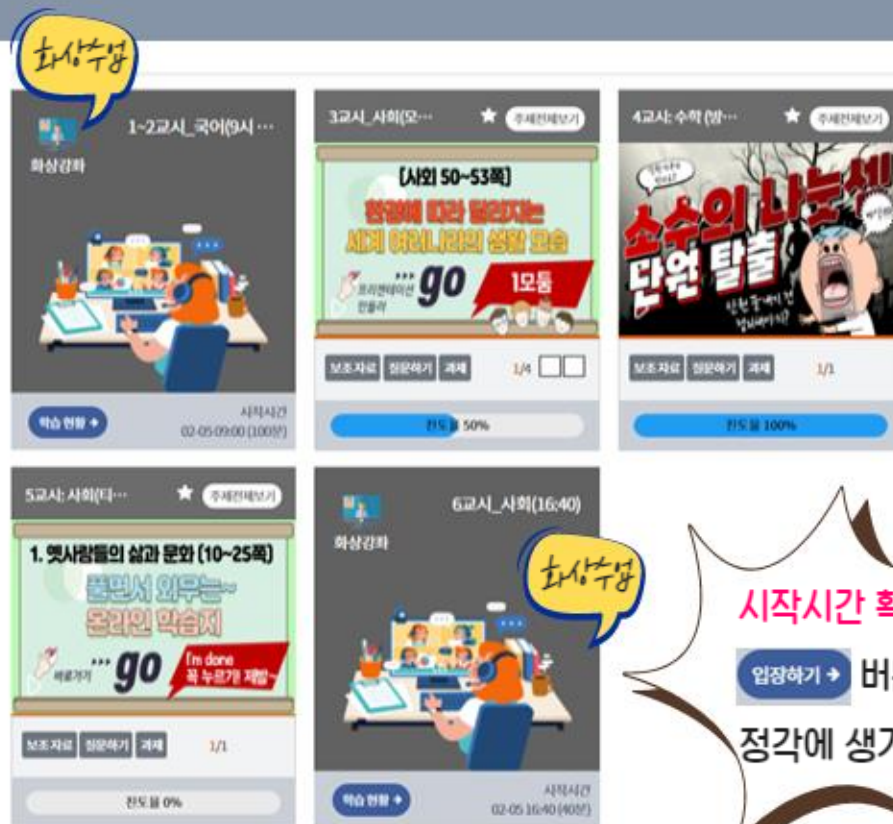 화상수업
1~2교시_국어(9시 ···
화상강좌
학습 현황 →
시작시간
02-05 09:00 (100분)
3교시_사회(모···
★ 주제전체보기
[사회 50~53쪽]
환경에 따라 달라지는
세계 여러나라의 생활 모습
프리젠테이션
만들러
go
1모둠
보조자료 질문하기 과제 1/4
진도율 50%
4교시: 수학 (방···
★ 주제전체보기
소수의 나눗셈
단원 탈출
보조자료 질문하기 과제 1/1
진도율 100%
5교시: 사회(티···
★ 주제전체보기
1. 옛사람들의 삶과 문화 (10~25쪽)
풀면서 외우는~
온라인 학습지
바로가기
go
I'm done
꼭 누르기! 제발~
보조자료 질문하기 과제 1/1
진도율 0%
6교시_사회(16:40)
화상강좌
화상수업
학습 현황 →
시작시간
02-05 16:40 (40분)
시작시간
입장하기 →
정각에